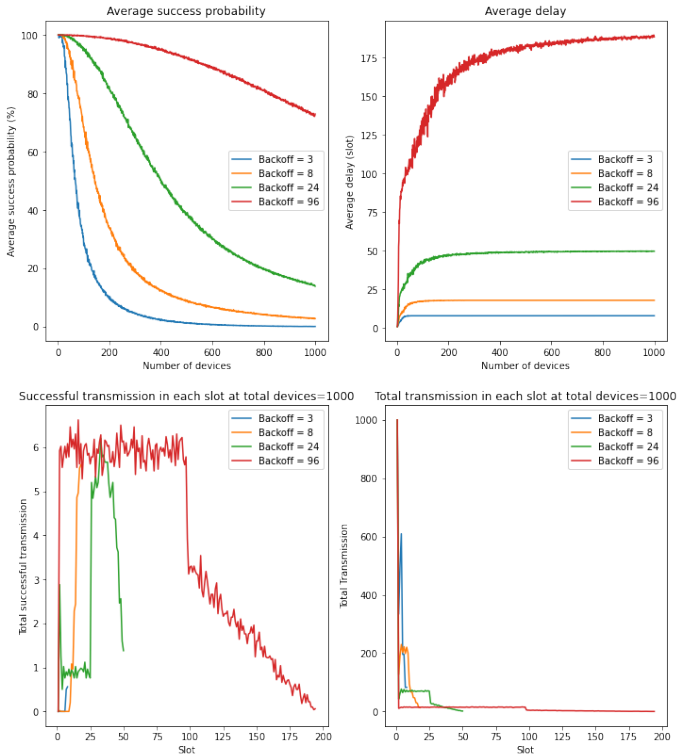 Average success probability
Average success probability (%)
100
80
60
40
20
0
Backoff = 3
Backoff = 8
Backoff = 24
Backoff = 96
0 200 400 600 800 1000
Number of devices
Average delay
Average delay (slot)
175
150
125
100
75
50
25
0
Backoff = 3
Backoff = 8
Backoff = 24
Backoff = 96
0 200 400 600 800 1000
Number of devices
Successful transmission in each slot at total devices=1000
Total successful transmission
6
5
4
3
2
1
0
Backoff = 3
Backoff = 8
Backoff = 24
Backoff = 96
0 25 50 75 100 125 150 175 200
Slot
Total transmission in each slot at total devices=1000
Total Transmission
1000
800
600
400
200
0
Backoff = 3
Backoff = 8
Backoff = 24
Backoff = 96
0 25 50 75 100 125 150 175 200
Slot